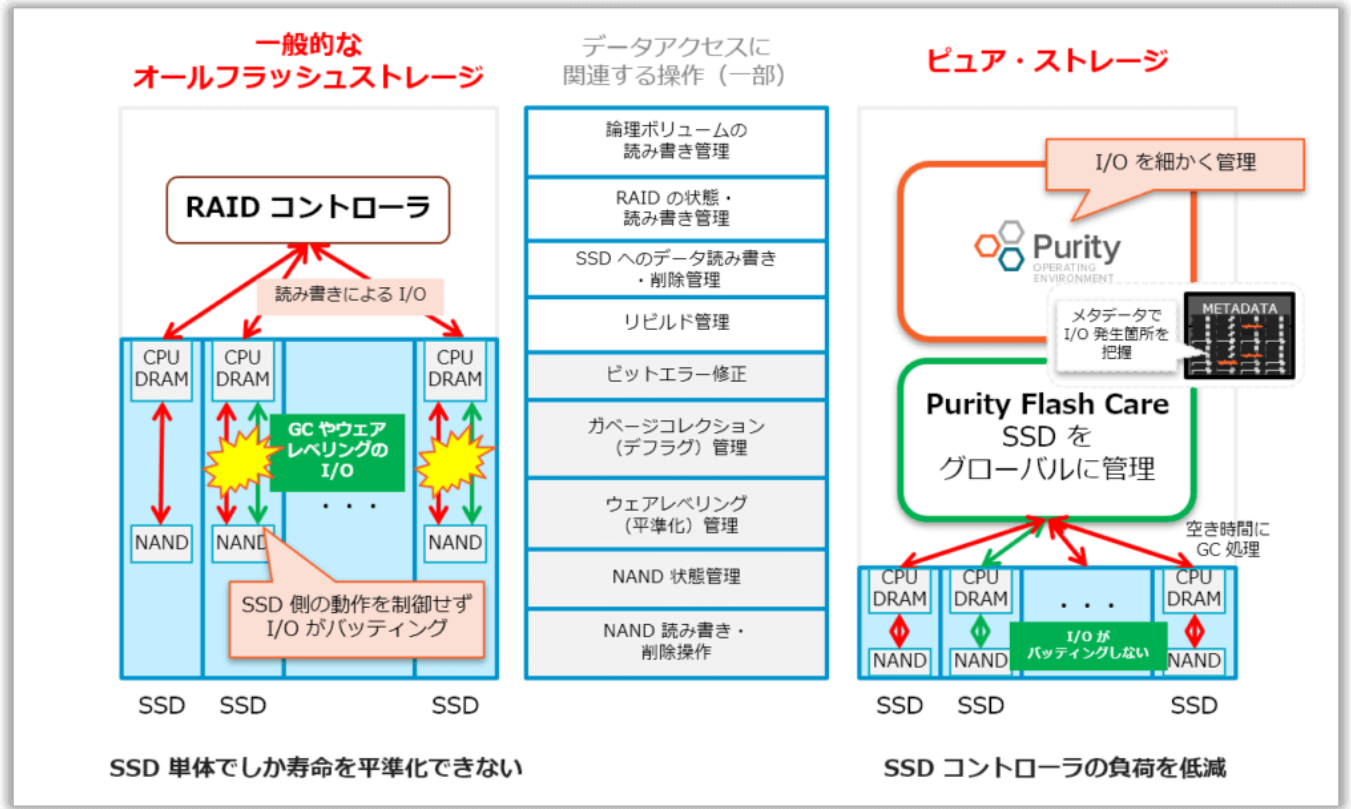 一般的な
オールフラッシュストレージ
データアクセスに
関連する操作（一部）
ピュア・ストレージ
RAID コントローラ
読み書きによる I/O
CPU
DRAM
CPU
DRAM
CPU
DRAM
GC やウェア
レベリングの
I/O
・・・
NAND
NAND
NAND
SSD 側の動作を制御せず
I/O がバッティング
SSD
SSD
SSD
SSD 単体でしか寿命を平準化できない
論理ボリュームの
読み書き管理
RAID の状態・
読み書き管理
SSD へのデータ読み書き
・削除管理
リビルド管理
ビットエラー修正
ガベージコレクション
（デフラグ）管理
ウェアレベリング
（平準化）管理
NAND 状態管理
NAND 読み書き・
削除操作
I/O を細かく管理
Purity
OPERATING
ENVIRONMENT
メタデータで
I/O 発生箇所を
把握
METADATA
Purity Flash Care
SSD を
グローバルに管理
空き時間に
GC 処理
CPU
DRAM
CPU
DRAM
・・・
CPU
DRAM
I/O が
バッティングしない
NAND
NAND
NAND
SSD
SSD
SSD
SSD コントローラの負荷を低減